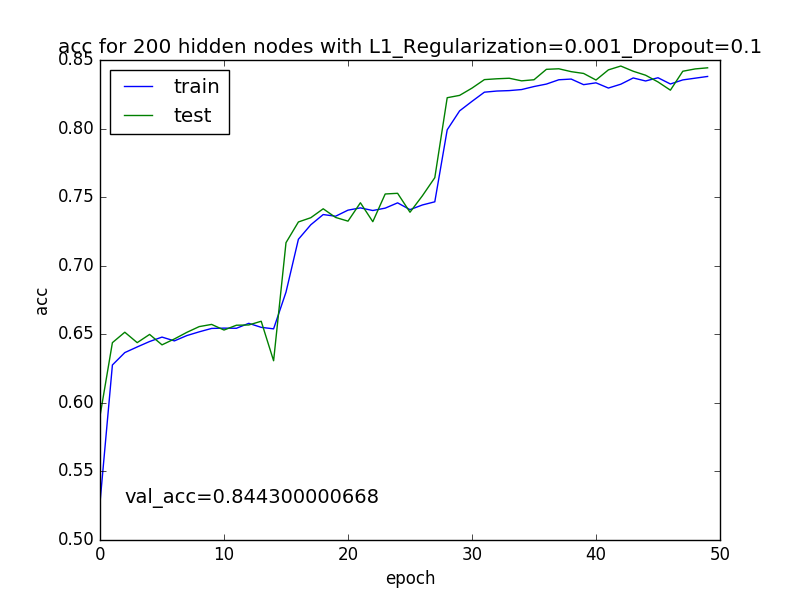 acc for 200 hidden nodes with L1_Regularization=0.001_Dropout=0.1
0.85
train
test
0.80
0.75
0.70
acc
0.65
0.60
0.55
val_acc=0.844300000668
0.50
0 10 20 30 40 50
epoch